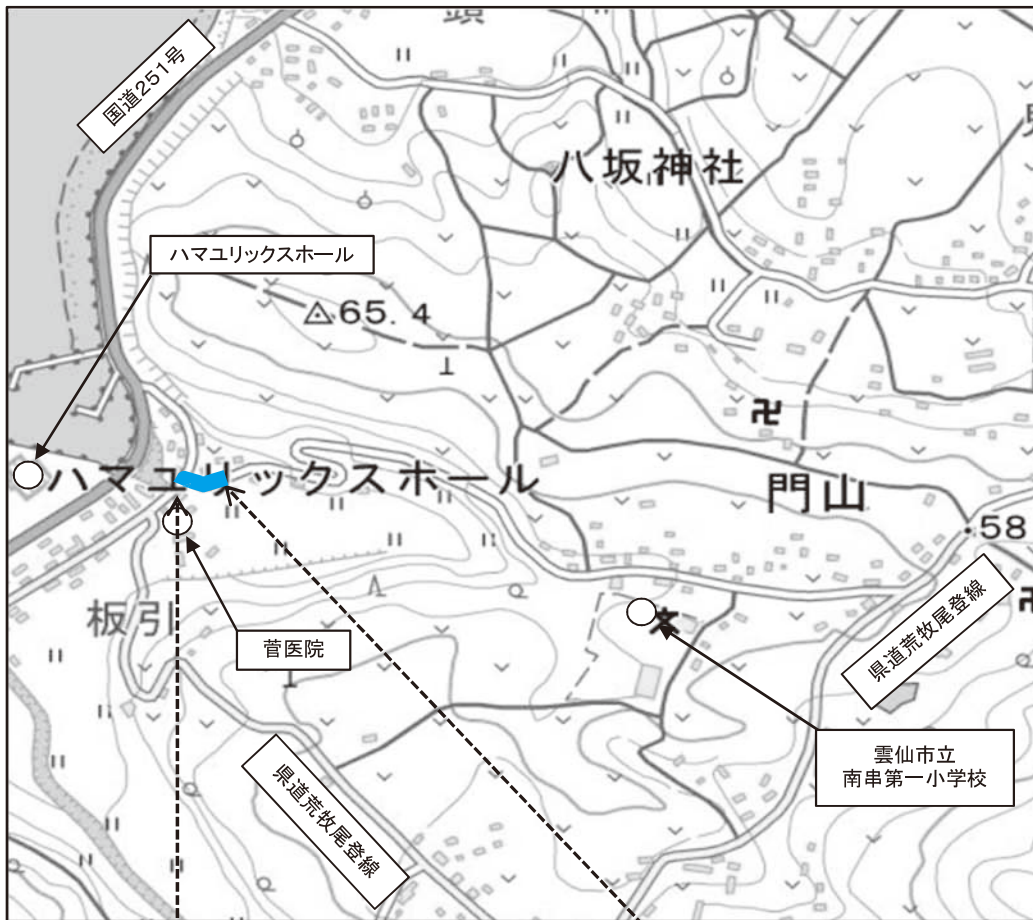 国道251号
八坂神社
ハマユリックスホール
65.4
ハマユリックスホール
門山
58
板引
菅医院
県道荒牧尾登線
県道荒牧尾登線
雲仙市立
南串第一小学校